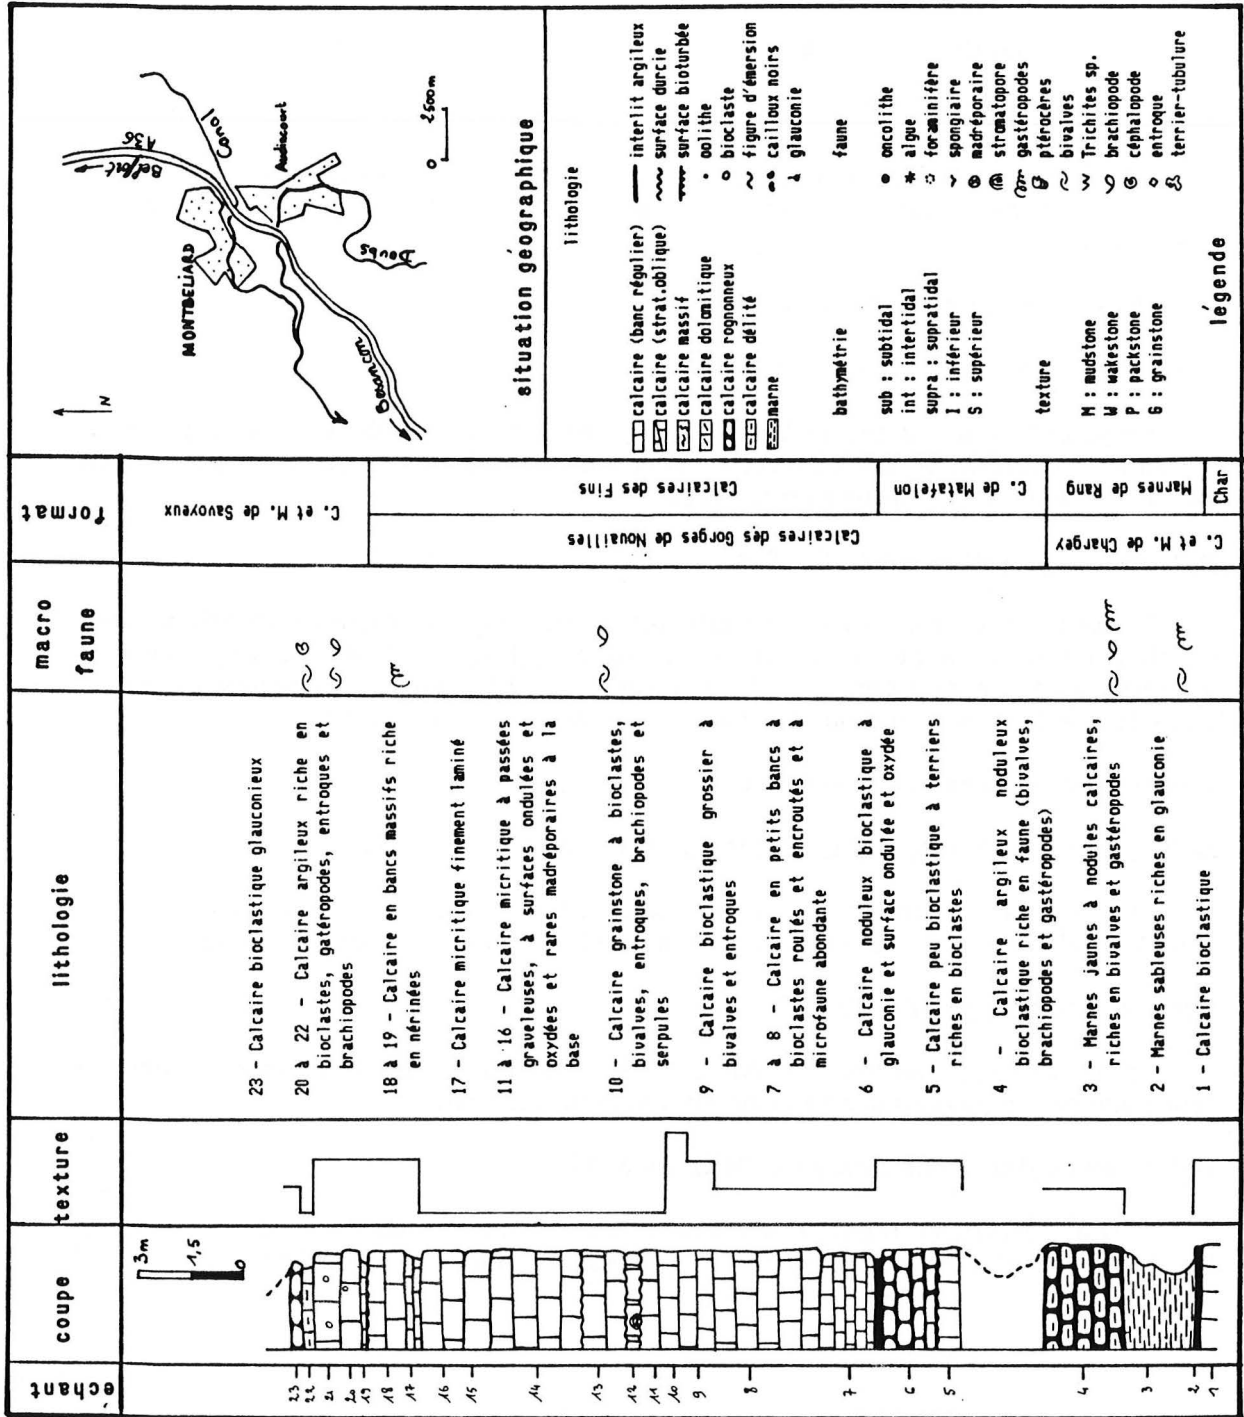 échant
coupe
texture
lithologie
macro
faune
format
3m
1,5
0
23
22
21
20
19
18
17
16
15
14
13
12
11
10
9
8
7
6
5
4
3
2
1
23 - Calcaire bioclastique glauconieux
20 à 22 - Calcaire argileux riche en
bioclastes, gatéropodes, entroques et
brachiopodes
18 à 19 - Calcaire en bancs massifs riche
en nérinées
17 - Calcaire micritique finement laminé
11 à 16 - Calcaire micritique à passées
graveleuses, à surfaces ondulées et
oxydées et rares madréporaires à la
base
10 - Calcaire grainstone à bioclastes,
bivalves, entroques, brachiopodes et
serpules
9 - Calcaire bioclastique grossier à
bivalves et entroques
7 à 8 - Calcaire en petits bancs à
bioclastes roulés et encroutés et à
microfaune abondante
6 - Calcaire noduleux bioclastique à
glauconie et surface ondulée et oxydée
5 - Calcaire peu bioclastique à terriers
riches en bioclastes
4 - Calcaire argileux noduleux
bioclastique riche en faune (bivalves,
brachiopodes et gastéropodes)
3 - Marnes jaunes à nodules calcaires,
riches en bivalves et gastéropodes
2 - Marnes sableuses riches en glauconie
1 - Calcaire bioclastique
C. et M. de Savoyeux
Calcaires des Gorges de Nouailles
Calcaires des Fins
C. de Matafelon
C. et M. de Chargey
Marnes de Rang
Char
N
MONTBELIARD
Belfort
A36
Canal
Audincourt
Doubs
Besancon
0
2500m
situation géographique
lithologie
calcaire (banc régulier)
calcaire (strat.oblique)
calcaire massif
calcaire dolomitique
calcaire rognonneux
calcaire délité
marne
interlit argileux
surface durcie
surface bioturbée
oolithe
bioclaste
figure d'émersion
cailloux noirs
glauconie
bathymétrie
sub : subtidal
int : intertidal
supra : supratidal
I : inférieur
S : supérieur
texture
M : mudstone
W : wakestone
P : packstone
G : grainstone
faune
oncolithe
algue
foraminifère
spongiaire
madréporaire
stromatopore
gastéropodes
ptérocères
bivalves
Trichites sp.
brachiopode
céphalopode
entroque
terrier-tubulure
légende